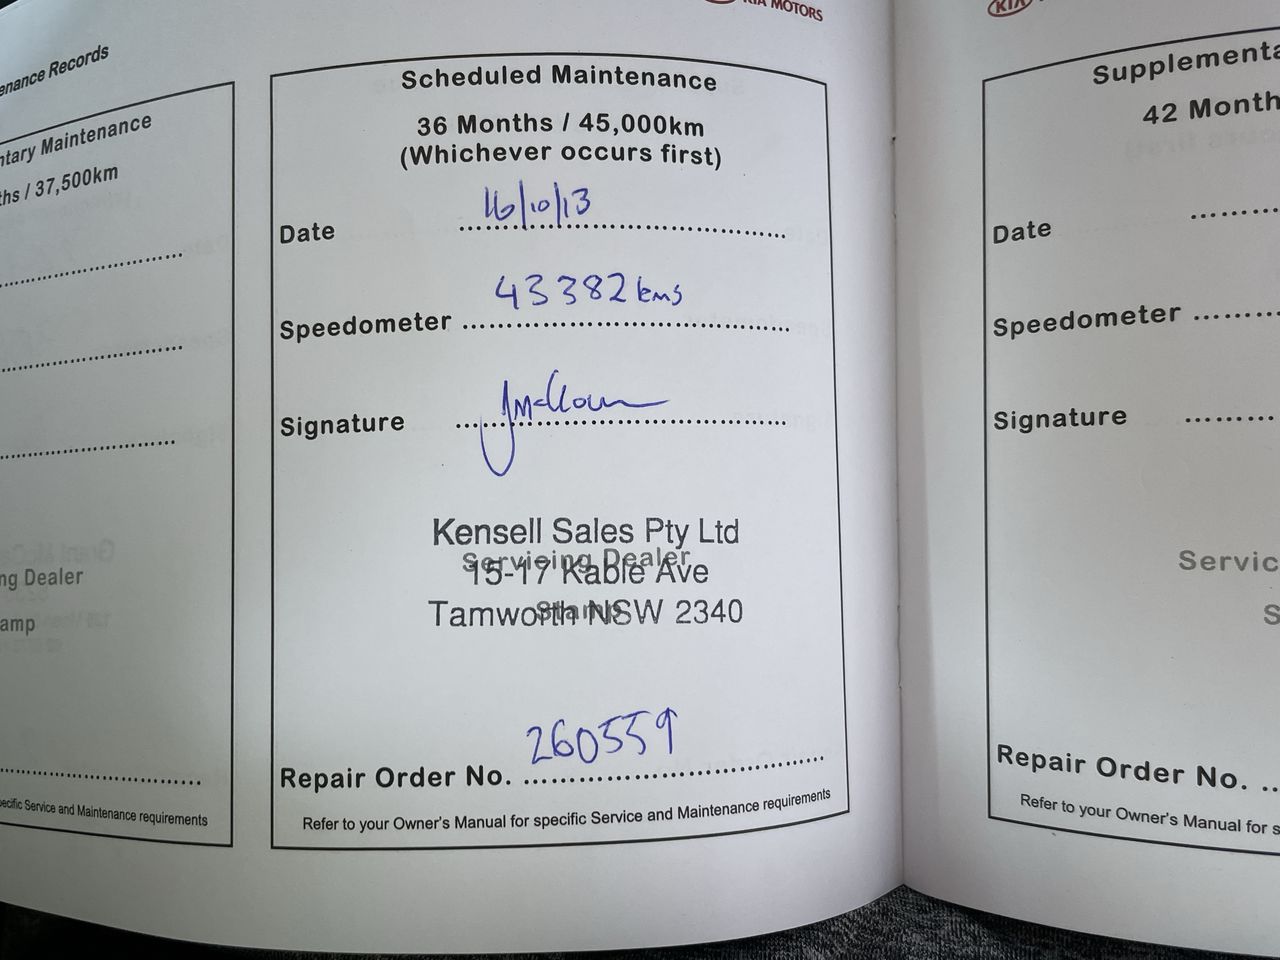 enance Records
ntary Maintenance
ths / 37,500km
ng Dealer
amp
ecific Service and Maintenance requirements
KIA MOTORS
Scheduled Maintenance
36 Months / 45,000km
(Whichever occurs first)
Date 16/10/13
Speedometer 43382 kms
Signature
Kensell Sales Pty Ltd
Servicing Dealer
15-17 Kable Ave
Stamp
Tamworth NSW 2340
Repair Order No. 260559
Refer to your Owner's Manual for specific Service and Maintenance requirements
KIA
Supplementa
42 Month
Date
Speedometer
Signature
Servic
S
Repair Order No.
Refer to your Owner's Manual for s